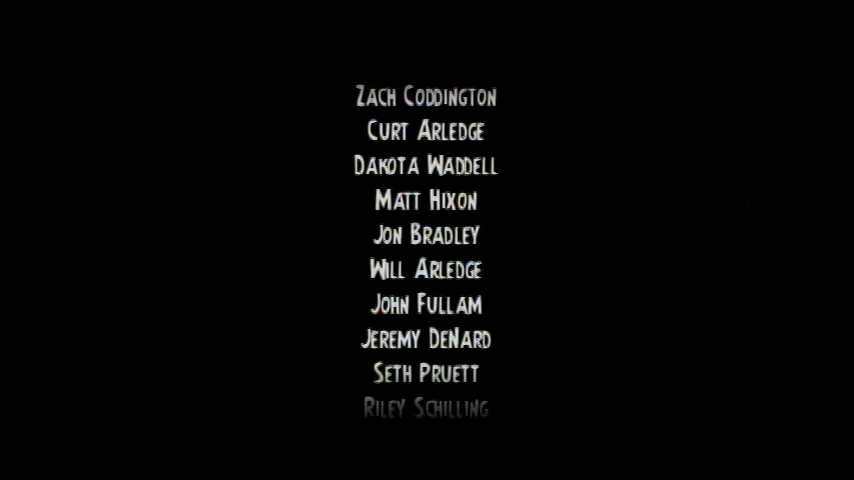 Zach Coddington
Curt Arledge
Dakota Waddell
Matt Hixon
Jon Bradley
Will Arledge
John Fullam
Jeremy DeNard
Seth Pruett
Riley Schilling